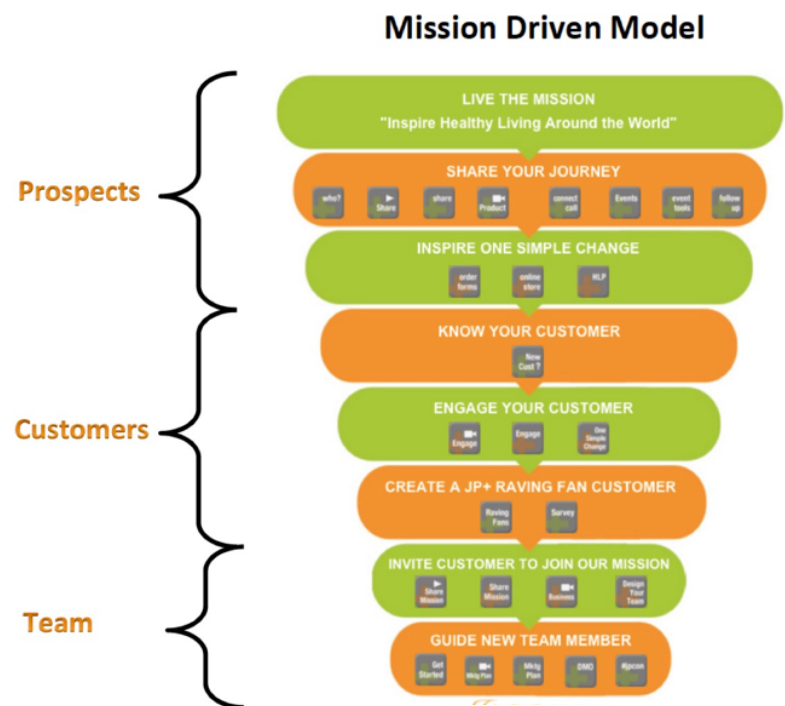 Mission Driven Model
LIVE THE MISSION
"Inspire Healthy Living Around the World"
Prospects
SHARE YOUR JOURNEY
who?
Share
share
Product
connect
call
Events
event
tools
follow
up
INSPIRE ONE SIMPLE CHANGE
order
forms
online
store
HLP
KNOW YOUR CUSTOMER
New
Cust ?
Customers
ENGAGE YOUR CUSTOMER
Engage
Engage
One
Simple
Change
CREATE A JP+ RAVING FAN CUSTOMER
Raving
Fans
Survey
INVITE CUSTOMER TO JOIN OUR MISSION
Share
Mission
Share
Mission
Business
Design
Your
Team
Team
GUIDE NEW TEAM MEMBER
Get
Started
Mktg Plan
Mktg
Plan
DMO
#jpcon